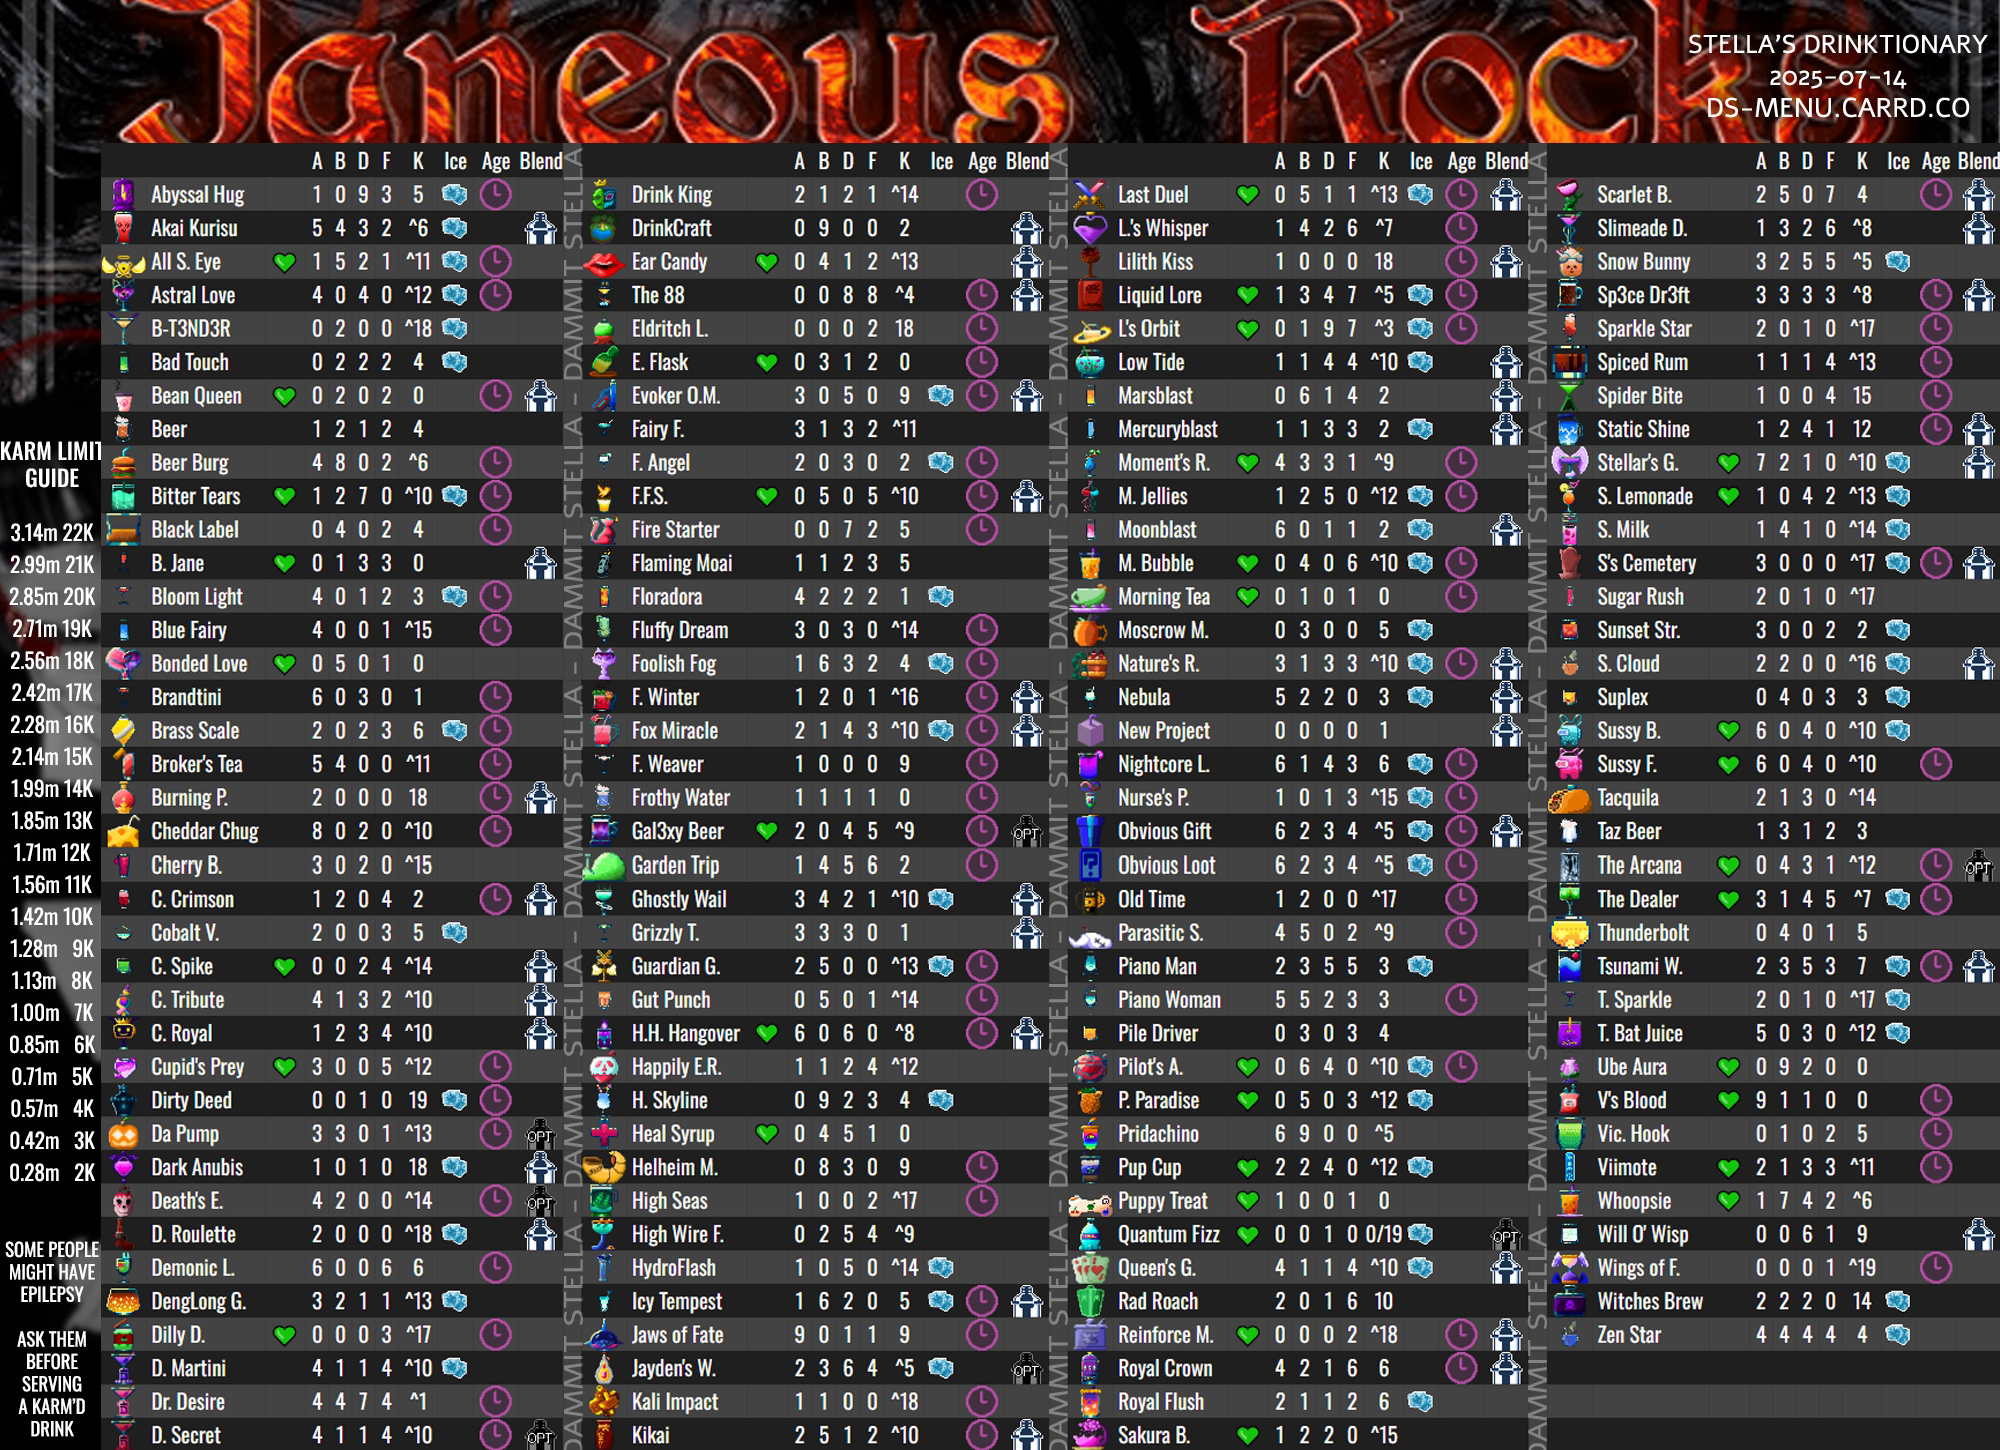 Igneous Rocks
STELLA'S DRINKTIONARY
2025-07-14
DS-MENU.CARRD.CO
A B D F K Ice Age Blend
Abyssal Hug 1 0 9 3 5
Akai Kurisu 5 4 3 2 ^6
All S. Eye 1 5 2 1 ^11
Astral Love 4 0 4 0 ^12
B-T3ND3R 0 2 0 0 ^18
Bad Touch 0 2 2 2 4
Bean Queen 0 2 0 2 0
Beer 1 2 1 2 4
Beer Burg 4 8 0 2 ^6
Bitter Tears 1 2 7 0 ^10
Black Label 0 4 0 2 4
B. Jane 0 1 3 3 0
Bloom Light 4 0 1 2 3
Blue Fairy 4 0 0 1 ^15
Bonded Love 0 5 0 1 0
Brandtini 6 0 3 0 1
Brass Scale 2 0 2 3 6
Broker's Tea 5 4 0 0 ^11
Burning P. 2 0 0 0 18
Cheddar Chug 8 0 2 0 ^10
Cherry B. 3 0 2 0 ^15
C. Crimson 1 2 0 4 2
Cobalt V. 2 0 0 3 5
C. Spike 0 0 2 4 ^14
C. Tribute 4 1 3 2 ^10
C. Royal 1 2 3 4 ^10
Cupid's Prey 3 0 0 5 ^12
Dirty Deed 0 0 1 0 19
Da Pump 3 3 0 1 ^13 OPT
Dark Anubis 1 0 1 0 18
Death's E. 4 2 0 0 ^14 OPT
D. Roulette 2 0 0 0 ^18
Demonic L. 6 0 0 6 6
DengLong G. 3 2 1 1 ^13
Dilly D. 0 0 0 3 ^17
D. Martini 4 1 1 4 ^10
Dr. Desire 4 4 7 4 ^1
D. Secret 4 1 1 4 ^10 OPT
A B D F K Ice Age Blend
Drink King 2 1 2 1 ^14
DrinkCraft 0 9 0 0 2
Ear Candy 0 4 1 2 ^13
The 88 0 0 8 8 ^4
Eldritch L. 0 0 0 2 18
E. Flask 0 3 1 2 0
Evoker O.M. 3 0 5 0 9
Fairy F. 3 1 3 2 ^11
F. Angel 2 0 3 0 2
F.F.S. 0 5 0 5 ^10
Fire Starter 0 0 7 2 5
Flaming Moai 1 1 2 3 5
Floradora 4 2 2 2 1
Fluffy Dream 3 0 3 0 ^14
Foolish Fog 1 6 3 2 4
F. Winter 1 2 0 1 ^16
Fox Miracle 2 1 4 3 ^10
F. Weaver 1 0 0 0 9
Frothy Water 1 1 1 1 0
Gal3xy Beer 2 0 4 5 ^9 OPT
Garden Trip 1 4 5 6 2
Ghostly Wail 3 4 2 1 ^10
Grizzly T. 3 3 3 0 1
Guardian G. 2 5 0 0 ^13
Gut Punch 0 5 0 1 ^14
H.H. Hangover 6 0 6 0 ^8
Happily E.R. 1 1 2 4 ^12
H. Skyline 0 9 2 3 4
Heal Syrup 0 4 5 1 0
Helheim M. 0 8 3 0 9
High Seas 1 0 0 2 ^17
High Wire F. 0 2 5 4 ^9
HydroFlash 1 0 5 0 ^14
Icy Tempest 1 6 2 0 5
Jaws of Fate 9 0 1 1 9
Jayden's W. 2 3 6 4 ^5 OPT
Kali Impact 1 1 0 0 ^18
Kikai 2 5 1 2 ^10
A B D F K Ice Age Blend
Last Duel 0 5 1 1 ^13
L.'s Whisper 1 4 2 6 ^7
Lilith Kiss 1 0 0 0 18
Liquid Lore 1 3 4 7 ^5
L's Orbit 0 1 9 7 ^3
Low Tide 1 1 4 4 ^10
Marsblast 0 6 1 4 2
Mercuryblast 1 1 3 3 2
Moment's R. 4 3 3 1 ^9
M. Jellies 1 2 5 0 ^12
Moonblast 6 0 1 1 2
M. Bubble 0 4 0 6 ^10
Morning Tea 0 1 0 1 0
Moscrow M. 0 3 0 0 5
Nature's R. 3 1 3 3 ^10
Nebula 5 2 2 0 3
New Project 0 0 0 0 1
Nightcore L. 6 1 4 3 6
Nurse's P. 1 0 1 3 ^15
Obvious Gift 6 2 3 4 ^5
Obvious Loot 6 2 3 4 ^5
Old Time 1 2 0 0 ^17
Parasitic S. 4 5 0 2 ^9
Piano Man 2 3 5 5 3
Piano Woman 5 5 2 3 3
Pile Driver 0 3 0 3 4
Pilot's A. 0 6 4 0 ^10
P. Paradise 0 5 0 3 ^12
Pridachino 6 9 0 0 ^5
Pup Cup 2 2 4 0 ^12
Puppy Treat 1 0 0 1 0
Quantum Fizz 0 0 1 0 0/19 OPT
Queen's G. 4 1 1 4 ^10
Rad Roach 2 0 1 6 10
Reinforce M. 0 0 0 2 ^18
Royal Crown 4 2 1 6 6
Royal Flush 2 1 1 2 6
Sakura B. 1 2 2 0 ^15
A B D F K Ice Age Blend
Scarlet B. 2 5 0 7 4
Slimeade D. 1 3 2 6 ^8
Snow Bunny 3 2 5 5 ^5
Sp3ce Dr3ft 3 3 3 3 ^8
Sparkle Star 2 0 1 0 ^17
Spiced Rum 1 1 1 4 ^13
Spider Bite 1 0 0 4 15
Static Shine 1 2 4 1 12
Stellar's G. 7 2 1 0 ^10
S. Lemonade 1 0 4 2 ^13
S. Milk 1 4 1 0 ^14
S's Cemetery 3 0 0 0 ^17
Sugar Rush 2 0 1 0 ^17
Sunset Str. 3 0 0 2 2
S. Cloud 2 2 0 0 ^16
Suplex 0 4 0 3 3
Sussy B. 6 0 4 0 ^10
Sussy F. 6 0 4 0 ^10
Tacquila 2 1 3 0 ^14
Taz Beer 1 3 1 2 3
The Arcana 0 4 3 1 ^12 OPT
The Dealer 3 1 4 5 ^7
Thunderbolt 0 4 0 1 5
Tsunami W. 2 3 5 3 7
T. Sparkle 2 0 1 0 ^17
T. Bat Juice 5 0 3 0 ^12
Ube Aura 0 9 2 0 0
V's Blood 9 1 1 0 0
Vic. Hook 0 1 0 2 5
Viimote 2 1 3 3 ^11
Whoopsie 1 7 4 2 ^6
Will O' Wisp 0 0 6 1 9
Wings of F. 0 0 0 1 ^19
Witches Brew 2 2 2 0 14
Zen Star 4 4 4 4 4
KARM LIMIT
GUIDE
3.14m 22K
2.99m 21K
2.85m 20K
2.71m 19K
2.56m 18K
2.42m 17K
2.28m 16K
2.14m 15K
1.99m 14K
1.85m 13K
1.71m 12K
1.56m 11K
1.42m 10K
1.28m 9K
1.13m 8K
1.00m 7K
0.85m 6K
0.71m 5K
0.57m 4K
0.42m 3K
0.28m 2K
SOME PEOPLE
MIGHT HAVE
EPILEPSY
ASK THEM
BEFORE
SERVING
A KARM'D
DRINK
DAMMIT STELLA - DAMMIT STELLA - DAMMIT STELLA - DAMMIT STELLA
DAMMIT STELLA - DAMMIT STELLA - DAMMIT STELLA - DAMMIT STELLA
DAMMIT STELLA - DAMMIT STELLA - DAMMIT STELLA - DAMMIT STELLA